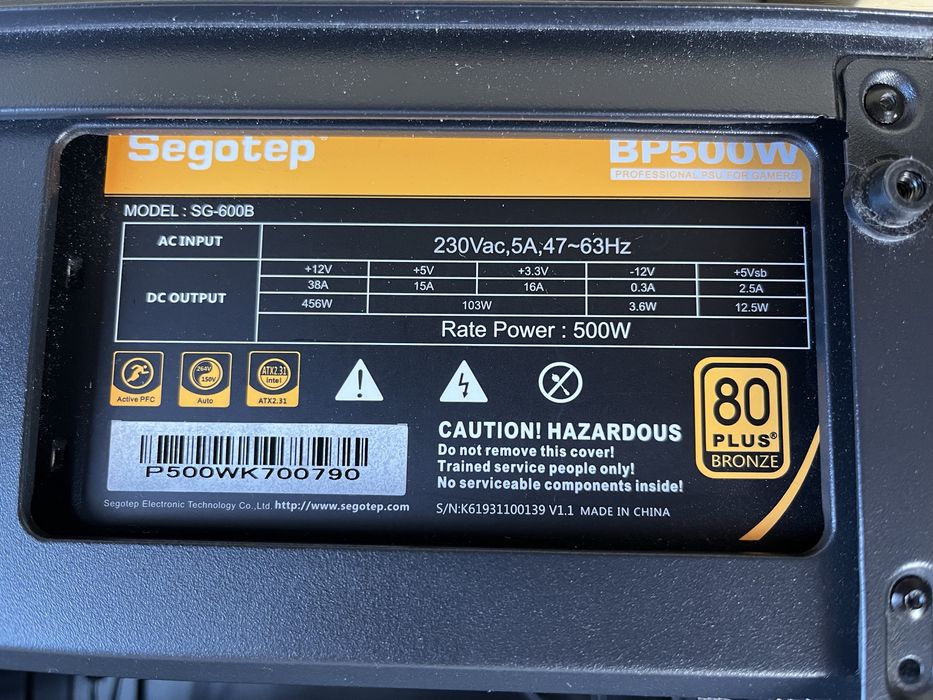 Segotep
BP500W
PROFESSIONAL PSU FOR GAMERS
MODEL : SG-600B
AC INPUT 230Vac,5A,47~63Hz
DC OUTPUT +12V +5V +3.3V -12V +5Vsb
38A 15A 16A 0.3A 2.5A
456W 103W 3.6W 12.5W
Rate Power : 500W
Active PFC
264V
150V
Auto
ATX2.31
Intel
ATX2.31
80
PLUS®
BRONZE
CAUTION! HAZARDOUS
Do not remove this cover!
Trained service people only!
No serviceable components inside!
P500WK700790
Segotep Electronic Technology Co.,Ltd. http://www.segotep.com
S/N:K61931100139 V1.1 MADE IN CHINA